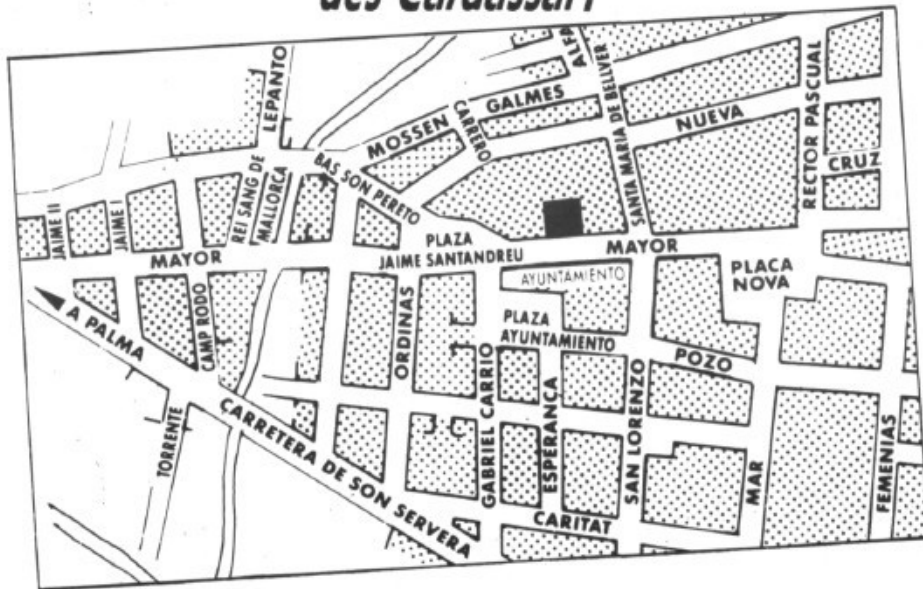 des Cardassar
LEPANTO
ALFA
MOSSEN GALMES
CARRERO
SANTA MARIA DE BELLVER
NUEVA
RECTOR PASCUAL
CRUZ
BAS SON PERETO
REI SANG DE
MALLORCA
JAIME II
JAIME I
MAYOR
PLAZA
JAIME SANTANDREU
MAYOR
AYUNTAMIENTO
PLACA
NOVA
A PALMA
CAMP RODO
ORDINAS
PLAZA
AYUNTAMIENTO
POZO
TORRENTE
CARRETERA DE SON SERVERA
GABRIEL CARRIO
ESPERANCA
SAN LORENZO
MAR
FEMENIAS
CARITAT